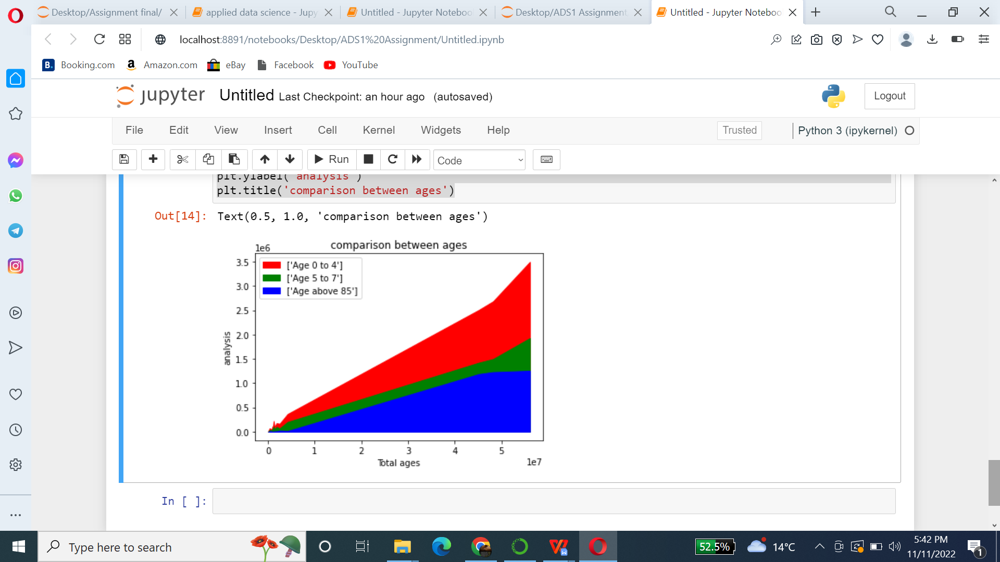 Desktop/Assignment final/
applied data science - Jupy
Untitled - Jupyter Noteboo
Desktop/ADS1 Assignment
Untitled - Jupyter Noteboo
localhost:8891/notebooks/Desktop/ADS1%20Assignment/Untitled.ipynb
B. Booking.com
a Amazon.com
eBay
Facebook
YouTube
jupyter Untitled Last Checkpoint: an hour ago (autosaved)
Logout
File Edit View Insert Cell Kernel Widgets Help
Trusted
Python 3 (ipykernel)
Run
Code
plt.ylabel('analysis')
plt.title('comparison between ages')
Out[14]: Text(0.5, 1.0, 'comparison between ages')
comparison between ages
1e6
['Age 0 to 4']
['Age 5 to 7']
['Age above 85']
3.5
3.0
2.5
2.0
1.5
1.0
0.5
0.0
analysis
0 1 2 3 4 5
Total ages
1e7
In [ ]:
Type here to search
52.5%
14°C
5:42 PM
11/11/2022
1